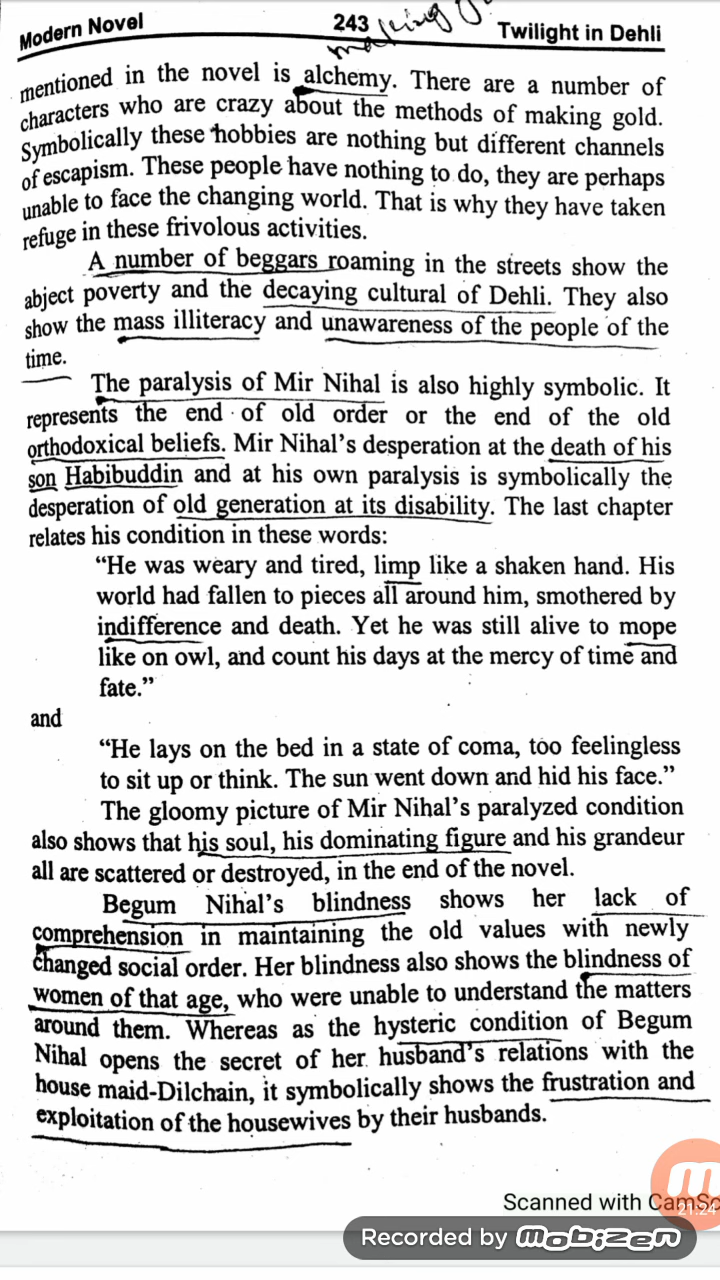 Modern Novel 243 Twilight in Dehli
making
mentioned in the novel is alchemy. There are a number of
characters who are crazy about the methods of making gold.
Symbolically these hobbies are nothing but different channels
of escapism. These people have nothing to do, they are perhaps
unable to face the changing world. That is why they have taken
refuge in these frivolous activities.
A number of beggars roaming in the streets show the
abject poverty and the decaying cultural of Dehli. They also
show the mass illiteracy and unawareness of the people of the
time.
The paralysis of Mir Nihal is also highly symbolic. It
represents the end of old order or the end of the old
orthodoxical beliefs. Mir Nihal's desperation at the death of his
son Habibuddin and at his own paralysis is symbolically the
desperation of old generation at its disability. The last chapter
relates his condition in these words:
“He was weary and tired, limp like a shaken hand. His
world had fallen to pieces all around him, smothered by
indifference and death. Yet he was still alive to mope
like on owl, and count his days at the mercy of time and
fate.”
and
“He lays on the bed in a state of coma, too feelingless
to sit up or think. The sun went down and hid his face.”
The gloomy picture of Mir Nihal's paralyzed condition
also shows that his soul, his dominating figure and his grandeur
all are scattered or destroyed, in the end of the novel.
Begum Nihal's blindness shows her lack of
comprehension in maintaining the old values with newly
changed social order. Her blindness also shows the blindness of
women of that age, who were unable to understand the matters
around them. Whereas as the hysteric condition of Begum
Nihal opens the secret of her husband's relations with the
house maid-Dilchain, it symbolically shows the frustration and
exploitation of the housewives by their husbands.
Scanned with CamSc
21:24
Recorded by Mobizen